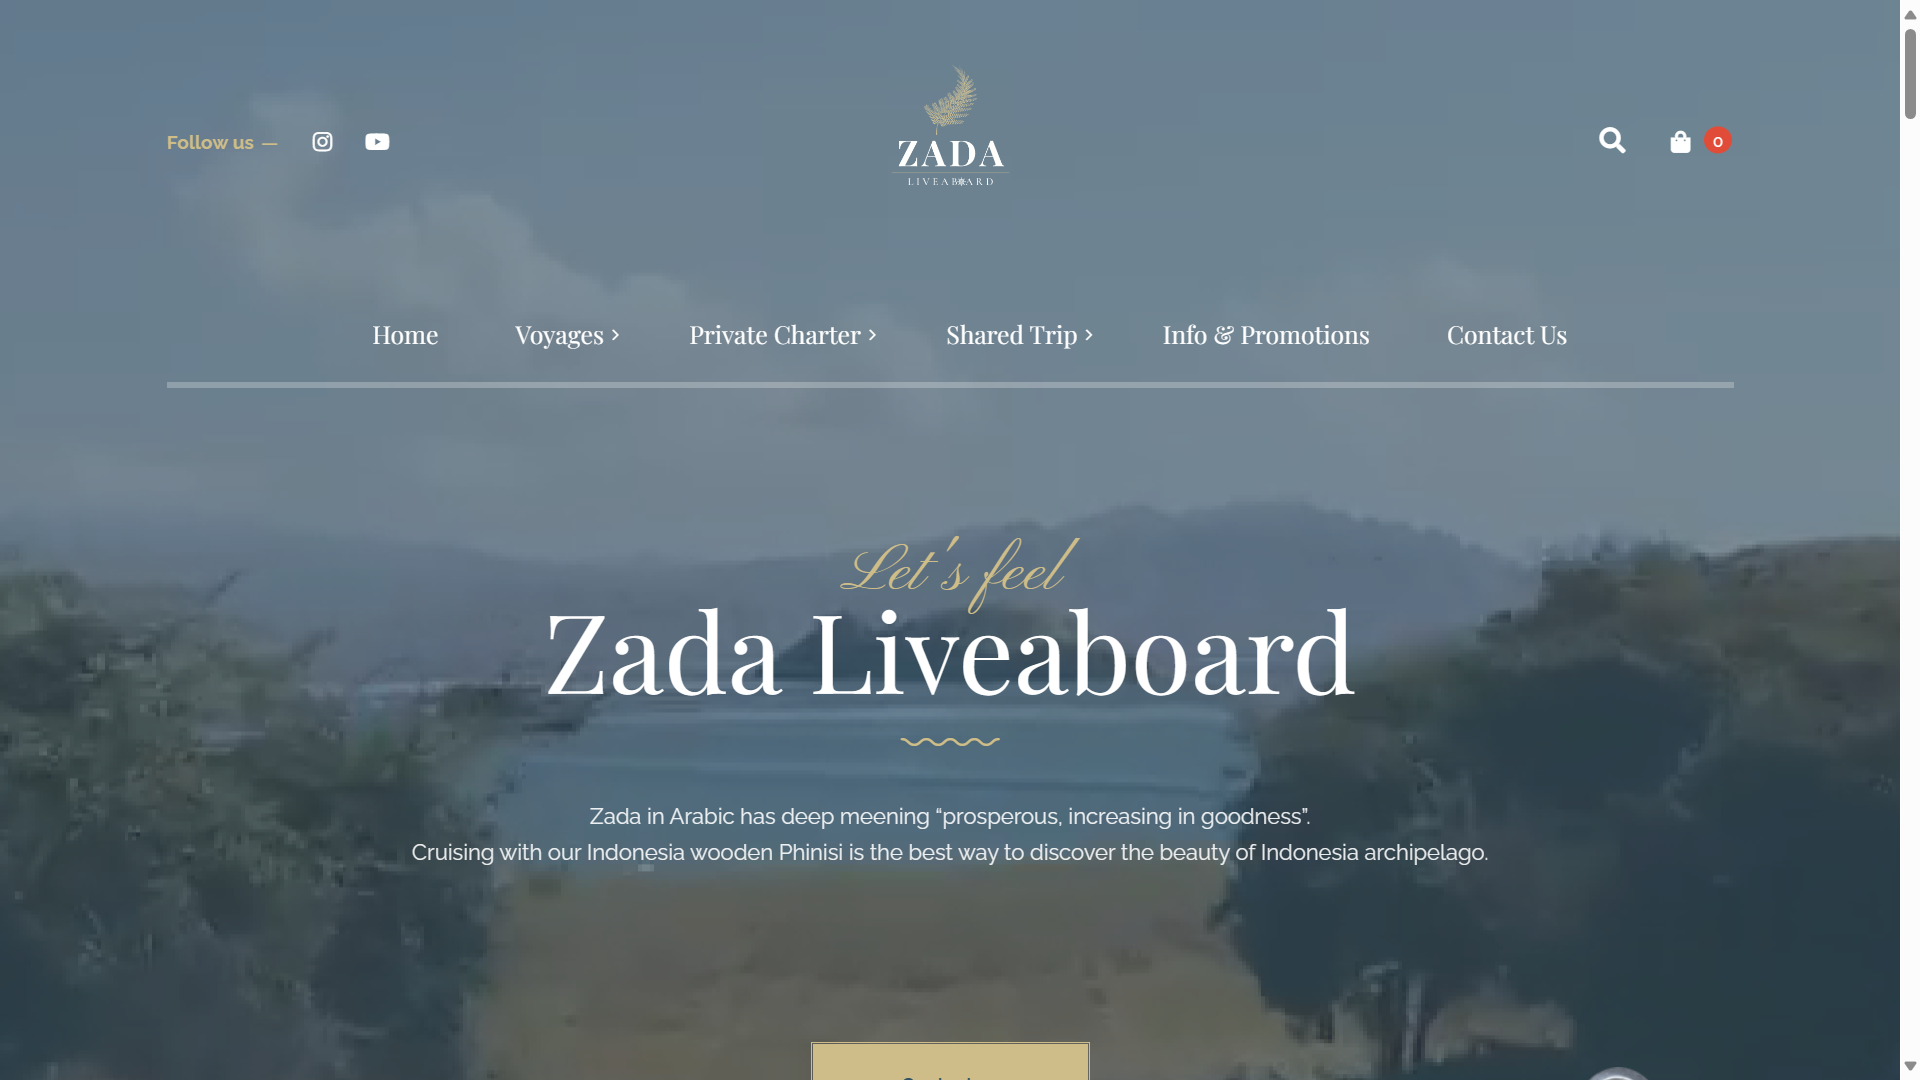 Follow us —
ZADA
LIVEABOARD
0
Home
Voyages
Private Charter
Shared Trip
Info & Promotions
Contact Us
Let's feel
Zada Liveaboard
Zada in Arabic has deep meening “prosperous, increasing in goodness”.
Cruising with our Indonesia wooden Phinisi is the best way to discover the beauty of Indonesia archipelago.